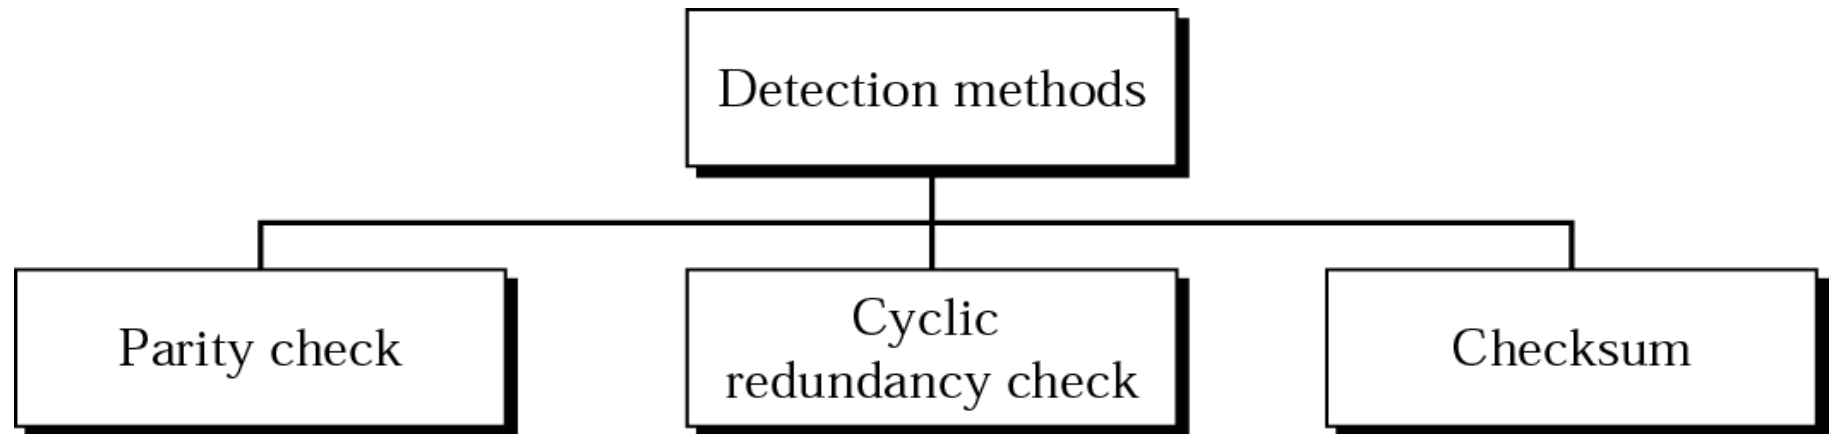 Detection methods
Parity check
Cyclic
redundancy check
Checksum